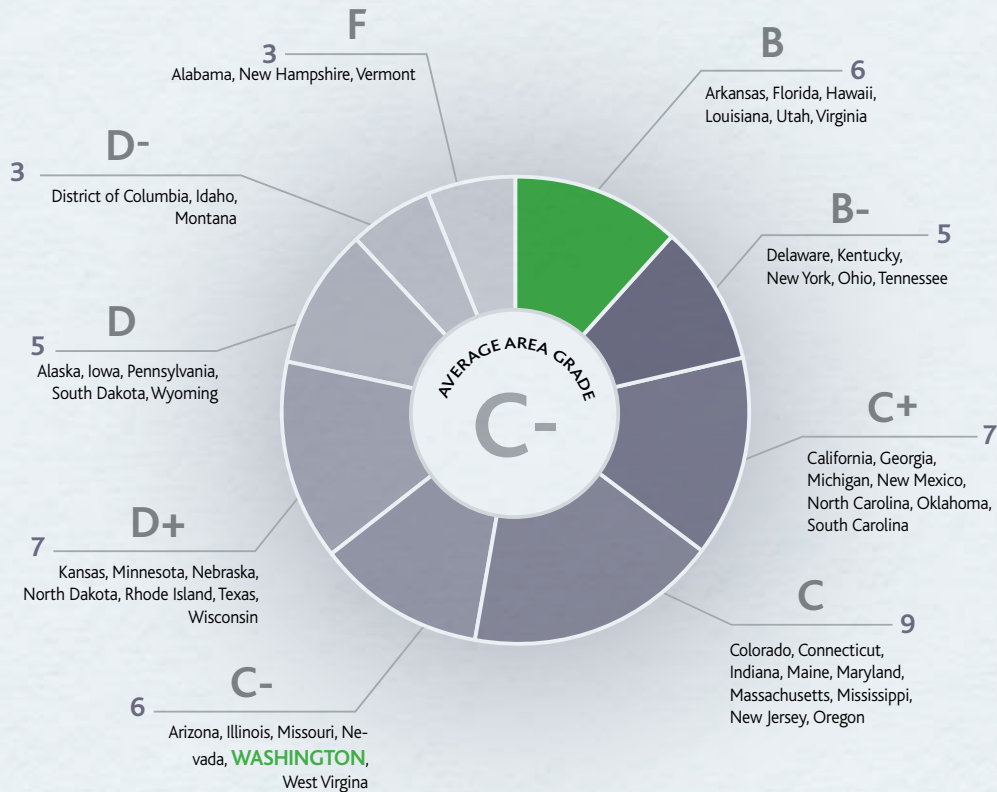 F
3
Alabama, New Hampshire, Vermont
B
6
Arkansas, Florida, Hawaii,
Louisiana, Utah, Virginia
D-
3
District of Columbia, Idaho,
Montana
B-
5
Delaware, Kentucky,
New York, Ohio, Tennessee
D
5
Alaska, Iowa, Pennsylvania,
South Dakota, Wyoming
AVERAGE AREA GRADE
C-
C+
7
California, Georgia,
Michigan, New Mexico,
North Carolina, Oklahoma,
South Carolina
D+
7
Kansas, Minnesota, Nebraska,
North Dakota, Rhode Island, Texas,
Wisconsin
C
9
Colorado, Connecticut,
Indiana, Maine, Maryland,
Massachusetts, Mississippi,
New Jersey, Oregon
C-
6
Arizona, Illinois, Missouri, Ne-
vada, WASHINGTON,
West Virgina